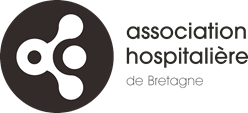 association
hospitalière
de Bretagne